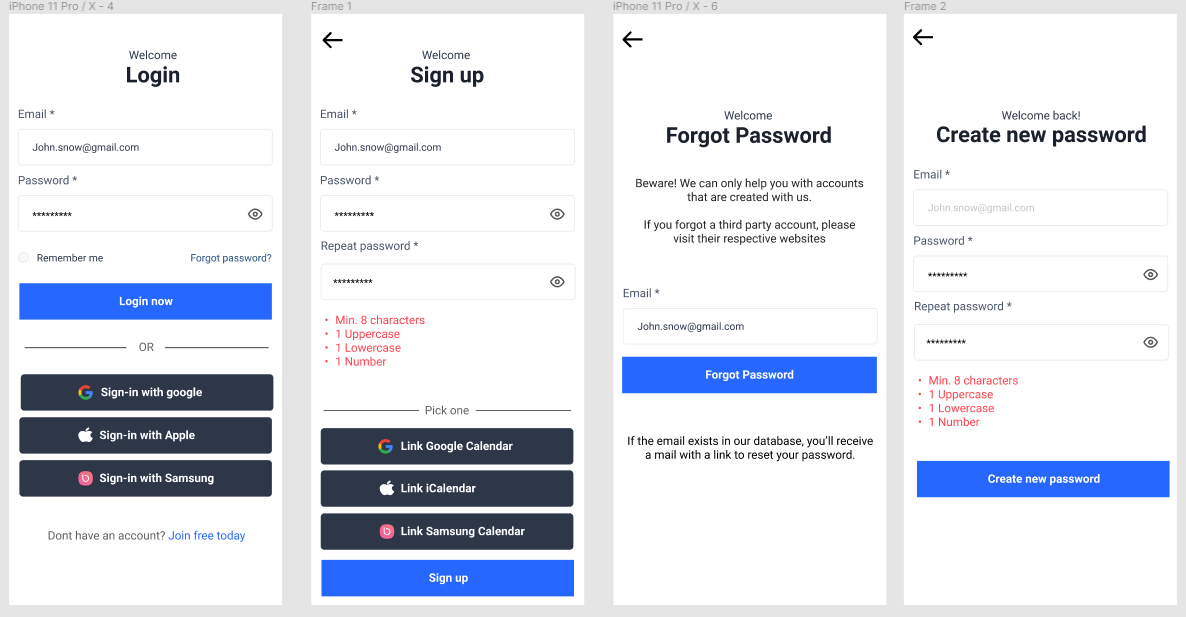 iPhone 11 Pro / X - 4
Welcome
Login
Email *
John.snow@gmail.com
Password *
*********
Remember me
Forgot password?
Login now
OR
Sign-in with google
Sign-in with Apple
Sign-in with Samsung
Dont have an account? Join free today
Frame 1
Welcome
Sign up
Email *
John.snow@gmail.com
Password *
*********
Repeat password *
*********
• Min. 8 characters
• 1 Uppercase
• 1 Lowercase
• 1 Number
Pick one
Link Google Calendar
Link iCalendar
Link Samsung Calendar
Sign up
iPhone 11 Pro / X - 6
Welcome
Forgot Password
Beware! We can only help you with accounts
that are created with us.
If you forgot a third party account, please
visit their respective websites
Email *
John.snow@gmail.com
Forgot Password
If the email exists in our database, you'll receive
a mail with a link to reset your password.
Frame 2
Welcome back!
Create new password
Email *
John.snow@gmail.com
Password *
*********
Repeat password *
*********
• Min. 8 characters
• 1 Uppercase
• 1 Lowercase
• 1 Number
Create new password